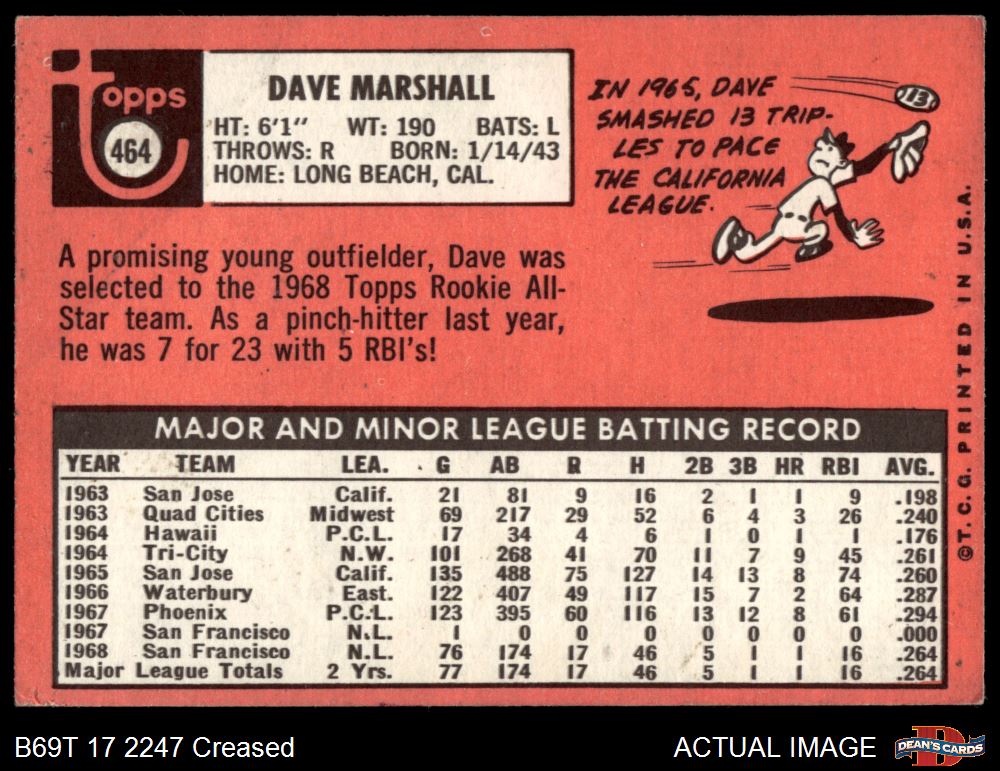 Topps
464
DAVE MARSHALL
HT: 6'1" WT: 190 BATS: L
THROWS: R BORN: 1/14/43
HOME: LONG BEACH, CAL.
IN 1965, DAVE
SMASHED 13 TRIP-
LES TO PACE
THE CALIFORNIA
LEAGUE.
13
A promising young outfielder, Dave was
selected to the 1968 Topps Rookie All-
Star team. As a pinch-hitter last year,
he was 7 for 23 with 5 RBI's!
MAJOR AND MINOR LEAGUE BATTING RECORD
YEAR TEAM LEA. G AB R H 2B 3B HR RBI AVG.
1963 San Jose Calif. 21 81 9 16 2 1 1 9 .198
1963 Quad Cities Midwest 69 217 29 52 6 4 3 26 .240
1964 Hawaii P.C.L. 17 34 4 6 1 0 1 1 .176
1964 Tri-City N.W. 101 268 41 70 11 7 9 45 .261
1965 San Jose Calif. 135 488 75 127 14 13 8 74 .260
1966 Waterbury East. 122 407 49 117 15 7 2 64 .287
1967 Phoenix P.C.L. 123 395 60 116 13 12 8 61 .294
1967 San Francisco N.L. 1 0 0 0 0 0 0 0 .000
1968 San Francisco N.L. 76 174 17 46 5 1 1 16 .264
Major League Totals 2 Yrs. 77 174 17 46 5 1 1 16 .264
©T.C.G. PRINTED IN U.S.A.
B69T 17 2247 Creased
ACTUAL IMAGE
D
DEAN'S CARDS